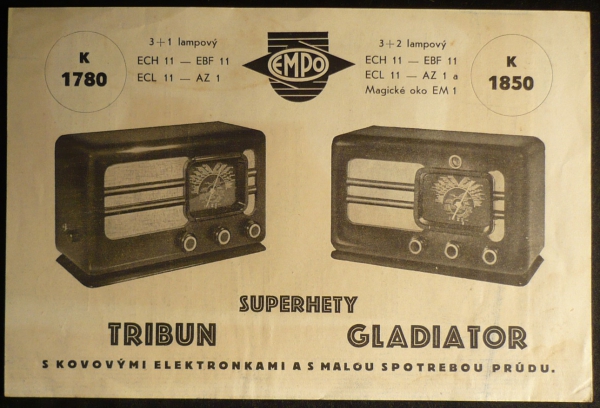 K
1780
3+1 lampový
ECH 11 — EBF 11
ECL 11 — AZ 1
EMPO
3+2 lampový
ECH 11 — EBF 11
ECL 11 — AZ 1 a
Magické oko EM 1
K
1850
SUPERHETY
TRIBUN GLADIATOR
S KOVOVÝMI ELEKTRONKAMI A S MALOU SPOTREBOU PRÚDU.